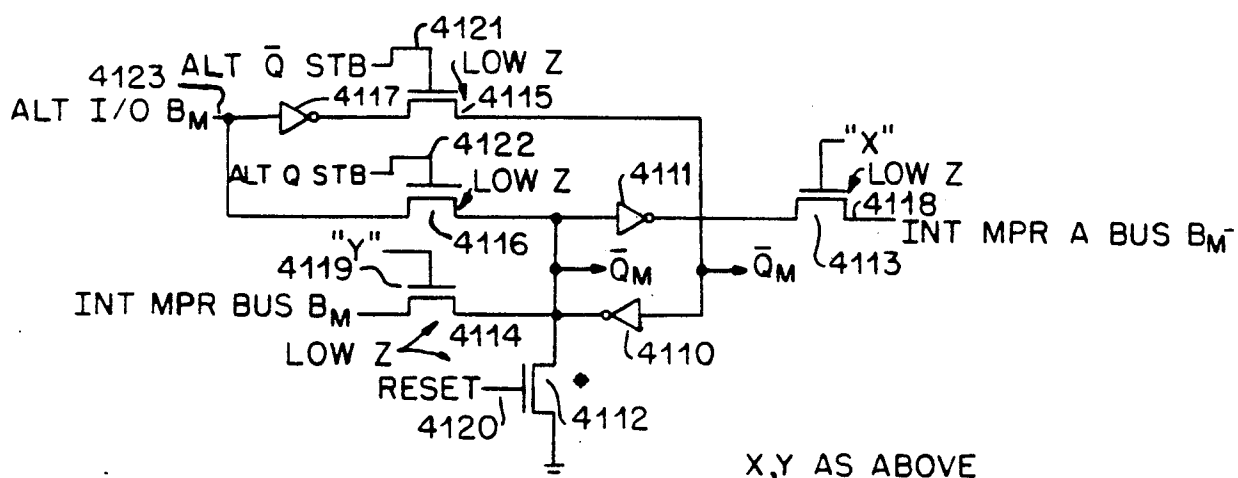 4121
4123 ALT Q̄ STB
LOW Z
4117
4115
ALT I/O B_M
4122
"X"
ALT Q STB
LOW Z
4111
LOW Z
4118
4116
INT MPR A BUS B_M-
"Y"
Q̄_M
Q̄_M
4113
4119
INT MPR BUS B_M
4114
4110
LOW Z
RESET
4120
4112
X,Y AS ABOVE